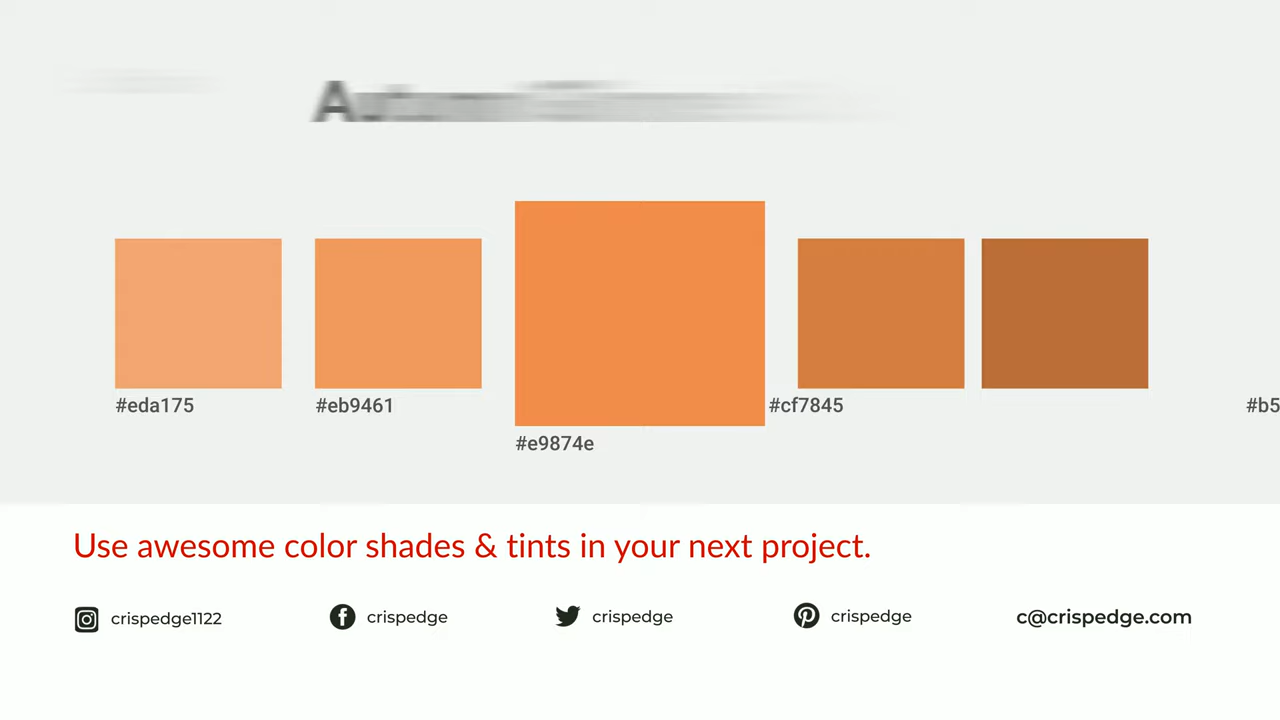 #eda175
#eb9461
#e9874e
#cf7845
Use awesome color shades & tints in your next project.
crispedge1122
crispedge
crispedge
crispedge
c@crispedge.com